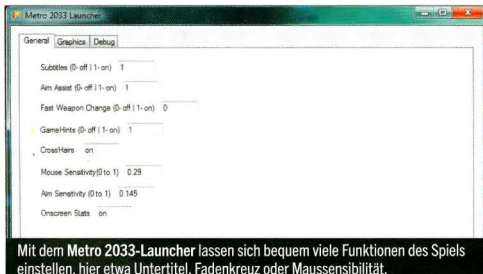 Metro 2033 Launcher
General Graphics Debug
Subtitles (0- off | 1- on) 1
Aim Assist (0- off | 1- on) 1
Fast Weapon Change (0- off | 1- on) 0
GameHints (0- off | 1- on) 1
CrossHairs on
Mouse Sensitivity(0 to 1) 0.29
Aim Sensitivity (0 to 1) 0.145
Onscreen Stats on
Mit dem Metro 2033-Launcher lassen sich bequem viele Funktionen des Spiels
einstellen, hier etwa Untertitel, Fadenkreuz oder Maussensibilität.